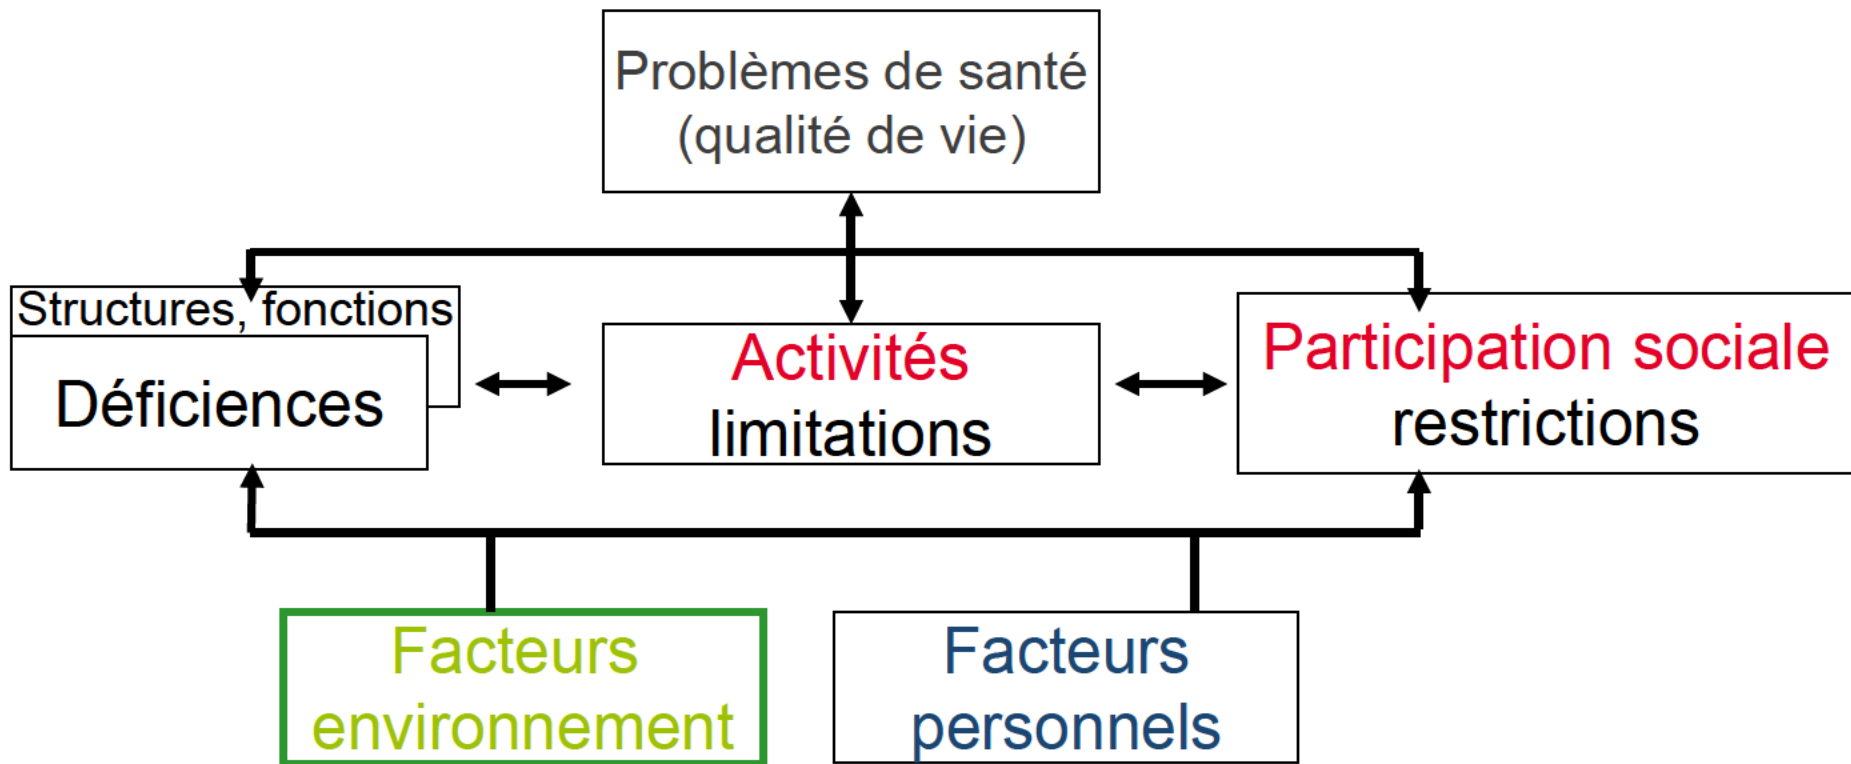 Problèmes de santé
(qualité de vie)
Structures, fonctions
Déficiences
Activités
limitations
Participation sociale
restrictions
Facteurs
environnement
Facteurs
personnels